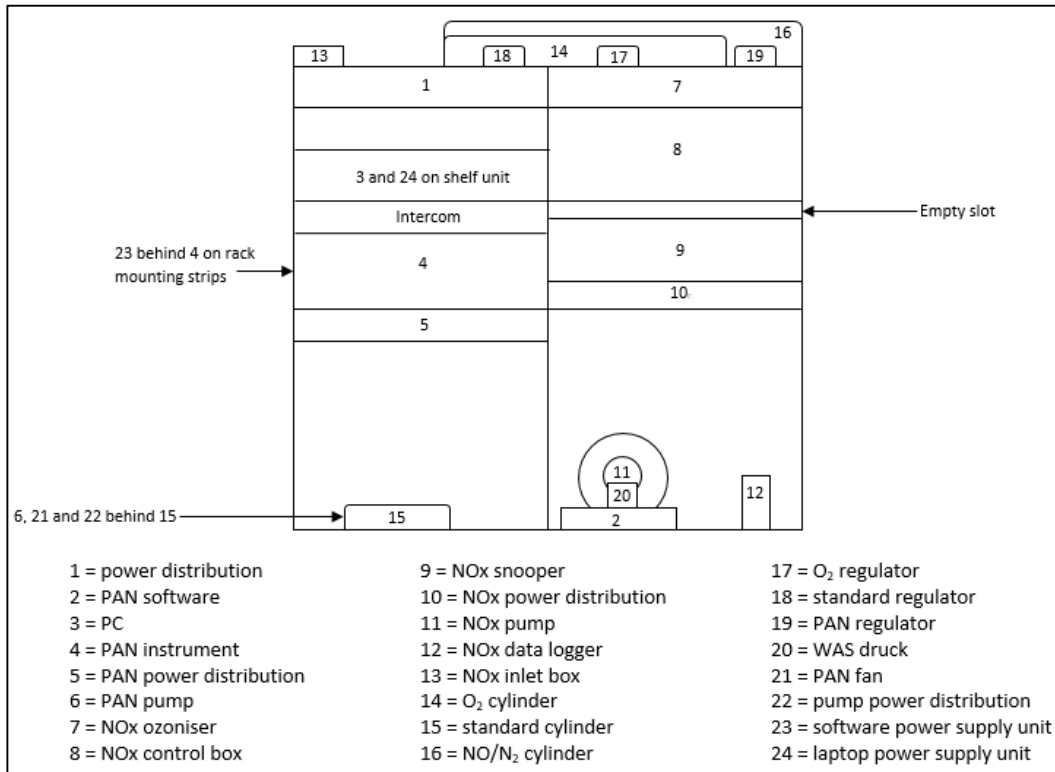 16
13
18
14
17
19
1
7
8
3 and 24 on shelf unit
Intercom
Empty slot
23 behind 4 on rack
mounting strips
4
9
10
5
11
20
12
6, 21 and 22 behind 15
15
2
1 = power distribution
2 = PAN software
3 = PC
4 = PAN instrument
5 = PAN power distribution
6 = PAN pump
7 = NOx ozoniser
8 = NOx control box
9 = NOx snooper
10 = NOx power distribution
11 = NOx pump
12 = NOx data logger
13 = NOx inlet box
14 = O₂ cylinder
15 = standard cylinder
16 = NO/N₂ cylinder
17 = O₂ regulator
18 = standard regulator
19 = PAN regulator
20 = WAS druck
21 = PAN fan
22 = pump power distribution
23 = software power supply unit
24 = laptop power supply unit